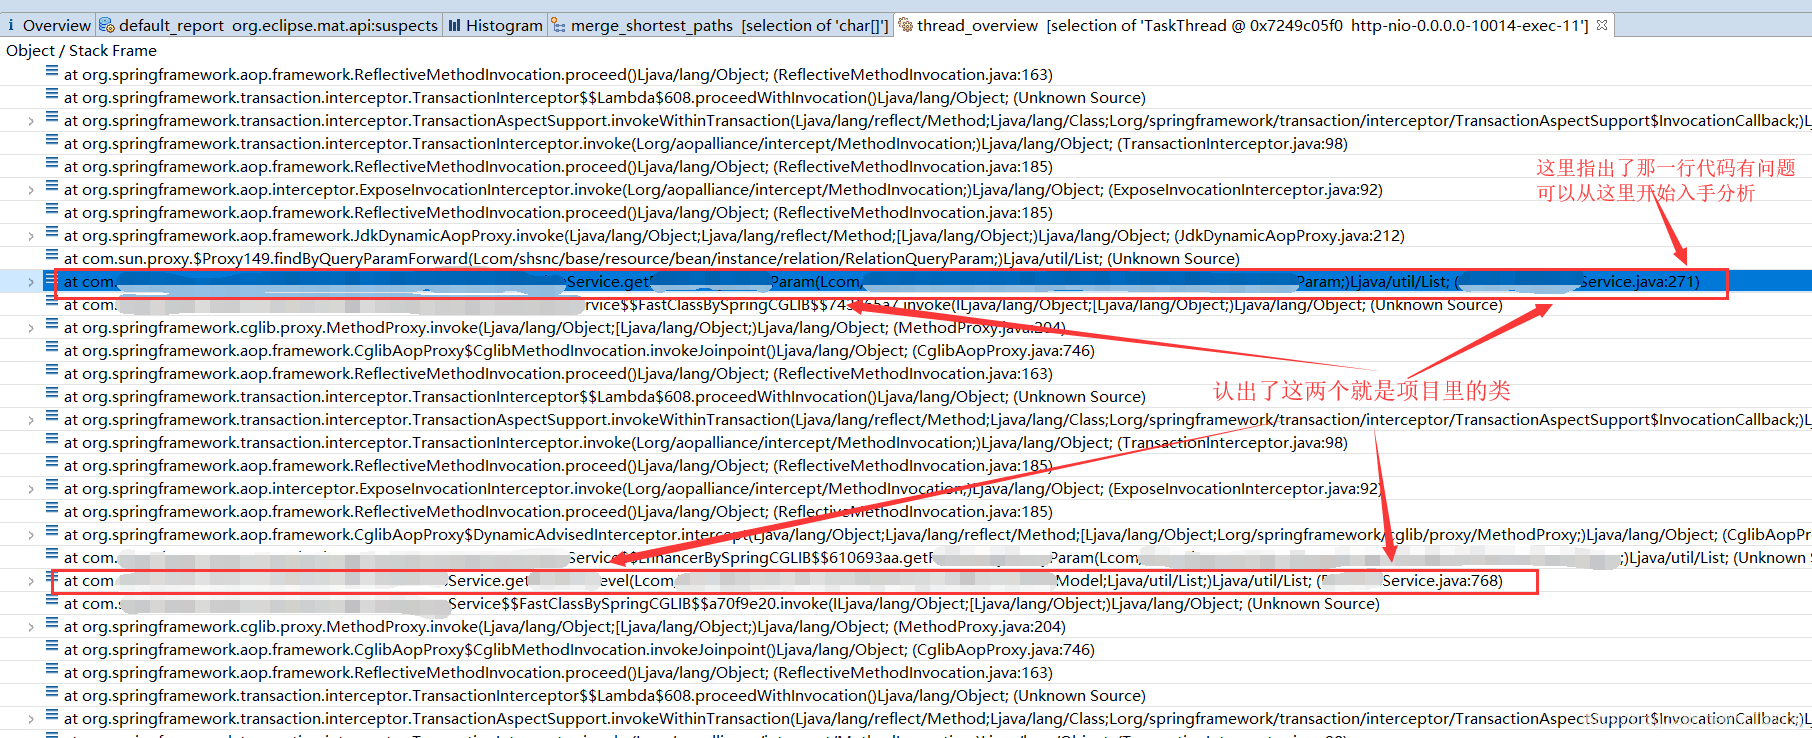 Overview default_report org.eclipse.mat.api:suspects Histogram merge_shortest_paths [selection of 'char[]'] thread_overview [selection of 'TaskThread @ 0x7249c05f0 http-nio-0.0.0.0-10014-exec-11']
Object / Stack Frame
at org.springframework.aop.framework.ReflectiveMethodInvocation.proceed()Ljava/lang/Object; (ReflectiveMethodInvocation.java:163)
at org.springframework.transaction.interceptor.TransactionInterceptor$$Lambda$608.proceedWithInvocation()Ljava/lang/Object; (Unknown Source)
at org.springframework.transaction.interceptor.TransactionAspectSupport.invokeWithinTransaction(Ljava/lang/reflect/Method;Ljava/lang/Class;Lorg/springframework/transaction/interceptor/TransactionAspectSupport$InvocationCallback;)Lj
at org.springframework.transaction.interceptor.TransactionInterceptor.invoke(Lorg/aopalliance/intercept/MethodInvocation;)Ljava/lang/Object; (TransactionInterceptor.java:98)
at org.springframework.aop.framework.ReflectiveMethodInvocation.proceed()Ljava/lang/Object; (ReflectiveMethodInvocation.java:185)
这里指出了那一行代码有问题
at org.springframework.aop.interceptor.ExposeInvocationInterceptor.invoke(Lorg/aopalliance/intercept/MethodInvocation;)Ljava/lang/Object; (ExposeInvocationInterceptor.java:92)
可以从这里开始入手分析
at org.springframework.aop.framework.ReflectiveMethodInvocation.proceed()Ljava/lang/Object; (ReflectiveMethodInvocation.java:185)
at org.springframework.aop.framework.JdkDynamicAopProxy.invoke(Ljava/lang/Object;Ljava/lang/reflect/Method;[Ljava/lang/Object;)Ljava/lang/Object; (JdkDynamicAopProxy.java:212)
at com.sun.proxy.$Proxy149.findByQueryParamForward(Lcom/shsnc/base/resource/bean/instance/relation/RelationQueryParam;)Ljava/util/List; (Unknown Source)
at com. Service.get Param(Lcom, Param;)Ljava/util/List; ( Service.java:271)
at com. rvice$$FastClassBySpringCGLIB$$ .invoke(ILjava/lang/Object;[Ljava/lang/Object;)Ljava/lang/Object; (Unknown Source)
at org.springframework.cglib.proxy.MethodProxy.invoke(Ljava/lang/Object;[Ljava/lang/Object;)Ljava/lang/Object; (MethodProxy.java:204)
at org.springframework.aop.framework.CglibAopProxy$CglibMethodInvocation.invokeJoinpoint()Ljava/lang/Object; (CglibAopProxy.java:746)
at org.springframework.aop.framework.ReflectiveMethodInvocation.proceed()Ljava/lang/Object; (ReflectiveMethodInvocation.java:163)
认出了这两个就是项目里的类
at org.springframework.transaction.interceptor.TransactionInterceptor$$Lambda$608.proceedWithInvocation()Ljava/lang/Object; (Unknown Source)
at org.springframework.transaction.interceptor.TransactionAspectSupport.invokeWithinTransaction(Ljava/lang/reflect/Method;Ljava/lang/Class;Lorg/springframework/transaction/interceptor/TransactionAspectSupport$InvocationCallback;)Lj
at org.springframework.transaction.interceptor.TransactionInterceptor.invoke(Lorg/aopalliance/intercept/MethodInvocation;)Ljava/lang/Object; (TransactionInterceptor.java:98)
at org.springframework.aop.framework.ReflectiveMethodInvocation.proceed()Ljava/lang/Object; (ReflectiveMethodInvocation.java:185)
at org.springframework.aop.interceptor.ExposeInvocationInterceptor.invoke(Lorg/aopalliance/intercept/MethodInvocation;)Ljava/lang/Object; (ExposeInvocationInterceptor.java:92)
at org.springframework.aop.framework.ReflectiveMethodInvocation.proceed()Ljava/lang/Object; (ReflectiveMethodInvocation.java:185)
at org.springframework.aop.framework.CglibAopProxy$DynamicAdvisedInterceptor.intercept(Ljava/lang/Object;Ljava/lang/reflect/Method;[Ljava/lang/Object;Lorg/springframework/cglib/proxy/MethodProxy;)Ljava/lang/Object; (CglibAopPro
at com. Service$$EnhancerBySpringCGLIB$$610693aa.get Param(Lcom, ;)Ljava/util/List; (Unknown S
at com Service.get evel(Lcom, Model;Ljava/util/List;)Ljava/util/List; ( Service.java:768)
at com.s Service$$FastClassBySpringCGLIB$$a70f9e20.invoke(ILjava/lang/Object;[Ljava/lang/Object;)Ljava/lang/Object; (Unknown Source)
at org.springframework.cglib.proxy.MethodProxy.invoke(Ljava/lang/Object;[Ljava/lang/Object;)Ljava/lang/Object; (MethodProxy.java:204)
at org.springframework.aop.framework.CglibAopProxy$CglibMethodInvocation.invokeJoinpoint()Ljava/lang/Object; (CglibAopProxy.java:746)
at org.springframework.aop.framework.ReflectiveMethodInvocation.proceed()Ljava/lang/Object; (ReflectiveMethodInvocation.java:163)
at org.springframework.transaction.interceptor.TransactionInterceptor$$Lambda$608.proceedWithInvocation()Ljava/lang/Object; (Unknown Source)
at org.springframework.transaction.interceptor.TransactionAspectSupport.invokeWithinTransaction(Ljava/lang/reflect/Method;Ljava/lang/Class;Lorg/springframework/transaction/interceptor/TransactionAspectSupport$InvocationCallback;)Lj